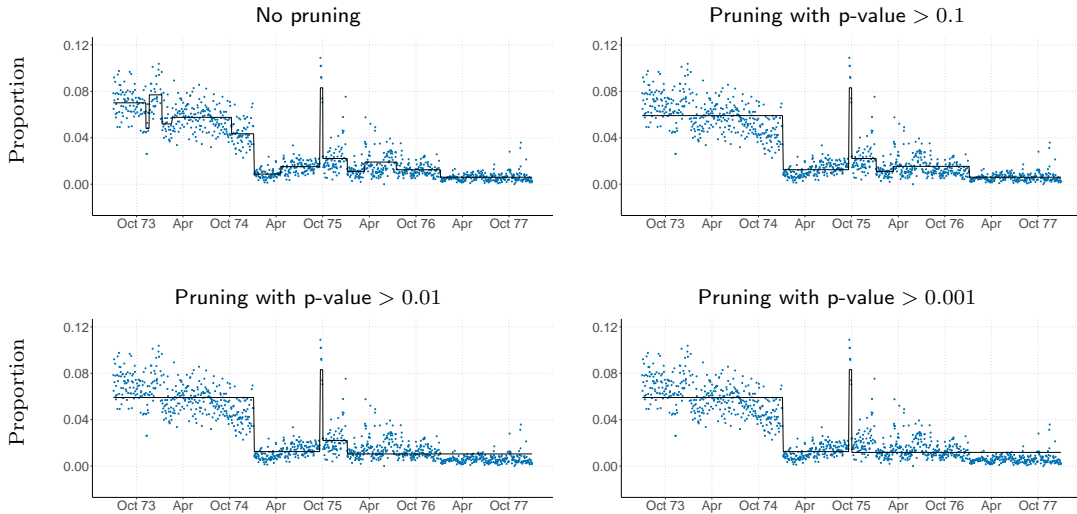 No pruning
Pruning with p-value > 0.1
Proportion
0.12
0.08
0.04
0.00
Oct 73 Apr Oct 74 Apr Oct 75 Apr Oct 76 Apr Oct 77
0.12
0.08
0.04
0.00
Oct 73 Apr Oct 74 Apr Oct 75 Apr Oct 76 Apr Oct 77
Pruning with p-value > 0.01
Pruning with p-value > 0.001
Proportion
0.12
0.08
0.04
0.00
Oct 73 Apr Oct 74 Apr Oct 75 Apr Oct 76 Apr Oct 77
0.12
0.08
0.04
0.00
Oct 73 Apr Oct 74 Apr Oct 75 Apr Oct 76 Apr Oct 77